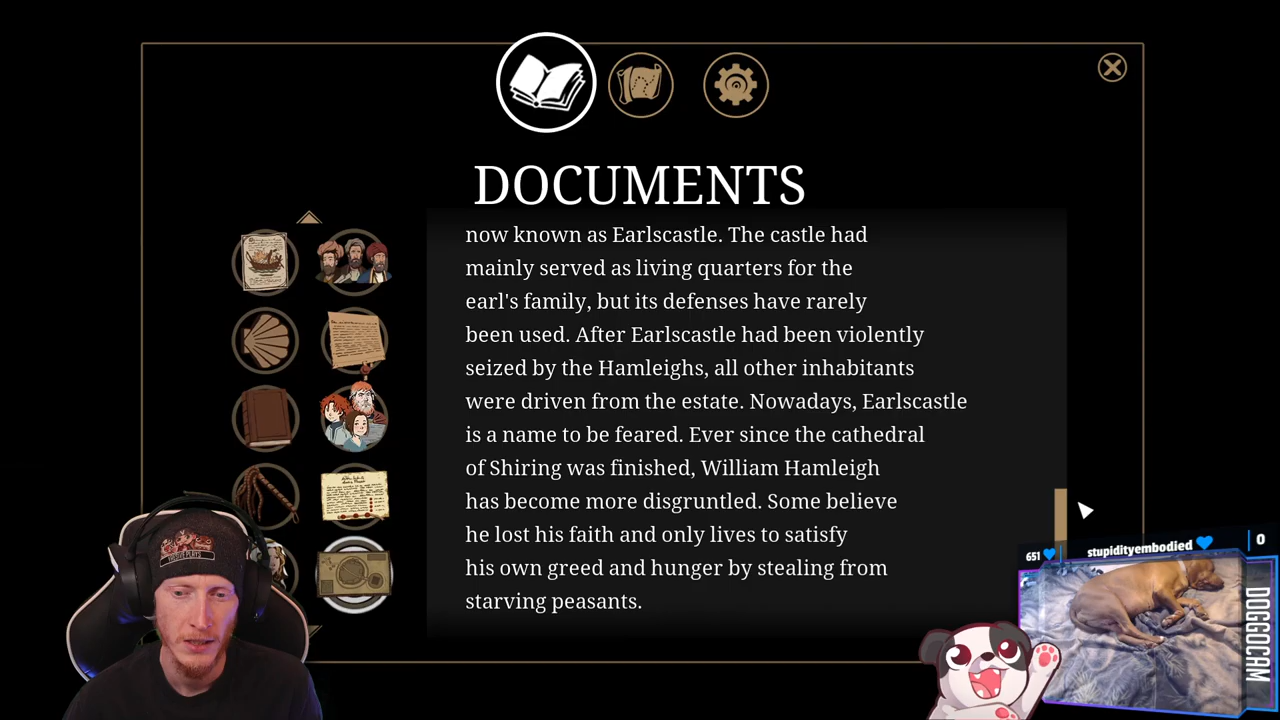 DOCUMENTS
now known as Earlscastle. The castle had
mainly served as living quarters for the
earl's family, but its defenses have rarely
been used. After Earlscastle had been violently
seized by the Hamleighs, all other inhabitants
were driven from the estate. Nowadays, Earlscastle
is a name to be feared. Ever since the cathedral
of Shiring was finished, William Hamleigh
has become more disgruntled. Some believe
he lost his faith and only lives to satisfy
his own greed and hunger by stealing from
starving peasants.
651 stupidityembodied 0
DOGGOCAM